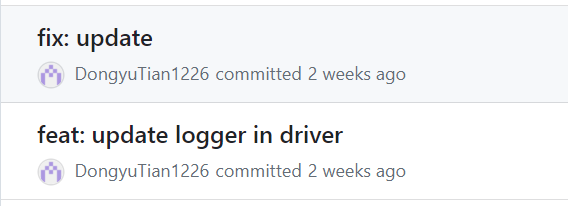 fix: update
DongyuTian1226 committed 2 weeks ago
feat: update logger in driver
DongyuTian1226 committed 2 weeks ago